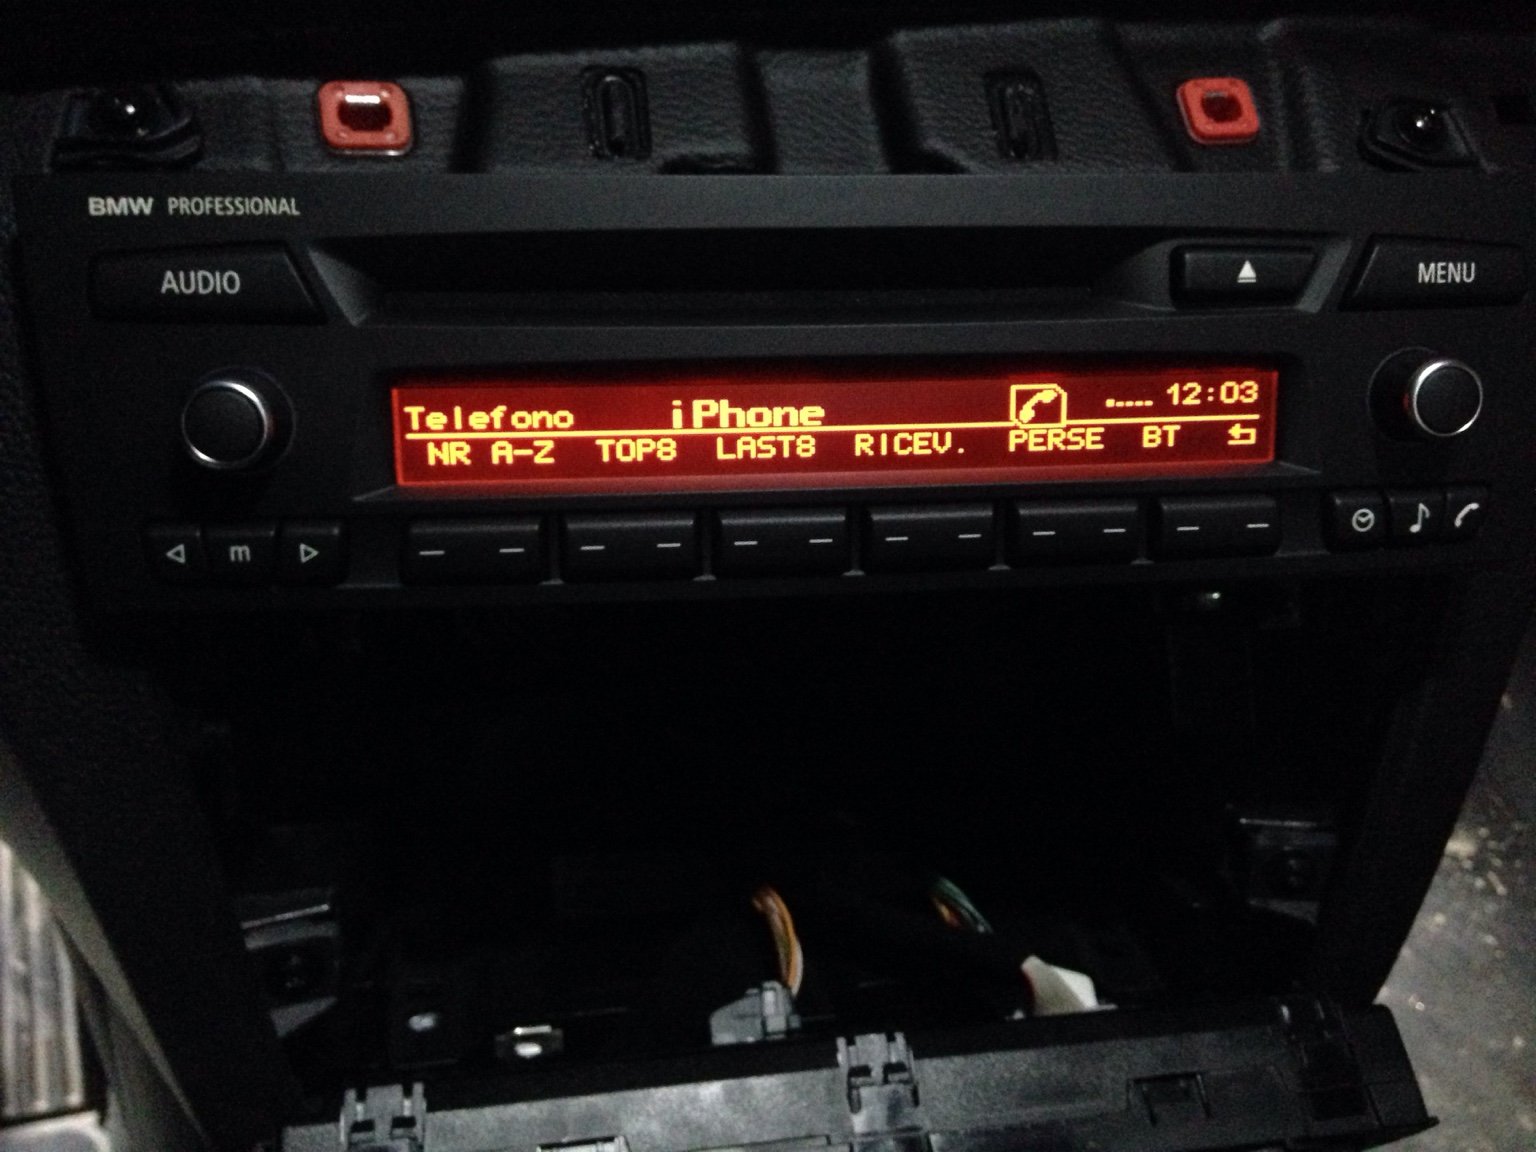 BMW PROFESSIONAL
AUDIO
MENU
Telefono iPhone 12:03
NR A-Z TOP8 LAST8 RICEV. PERSE BT
m